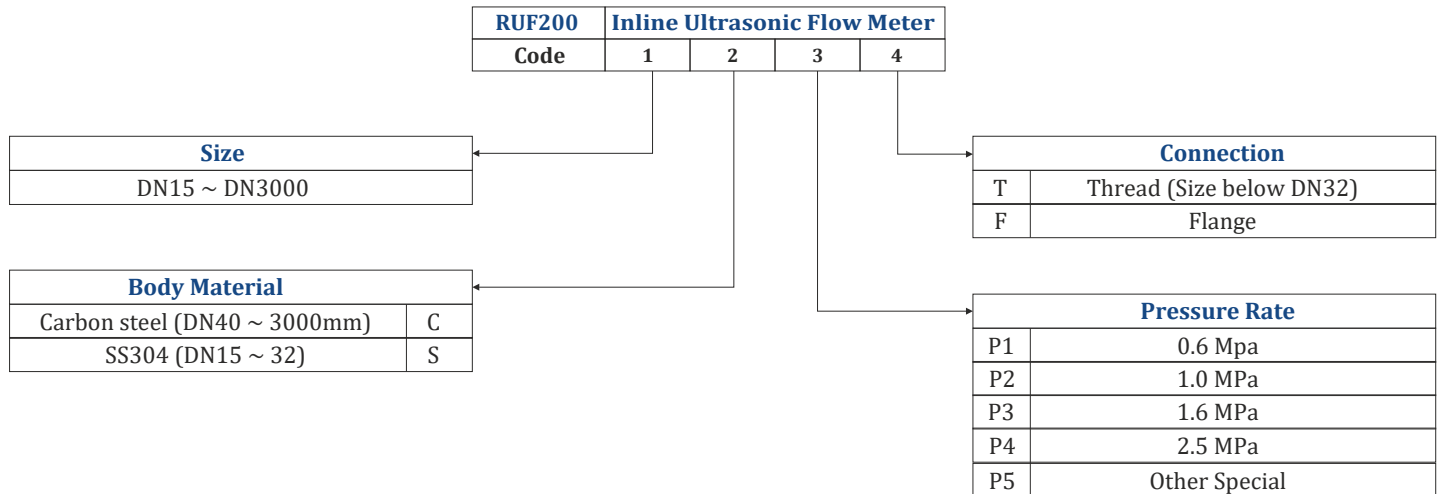 RUF200 Inline Ultrasonic Flow Meter
Code 1 2 3 4
Size
DN15 ~ DN3000
Body Material
Carbon steel (DN40 ~ 3000mm) C
SS304 (DN15 ~ 32) S
Connection
T Thread (Size below DN32)
F Flange
Pressure Rate
P1 0.6 Mpa
P2 1.0 MPa
P3 1.6 MPa
P4 2.5 MPa
P5 Other Special